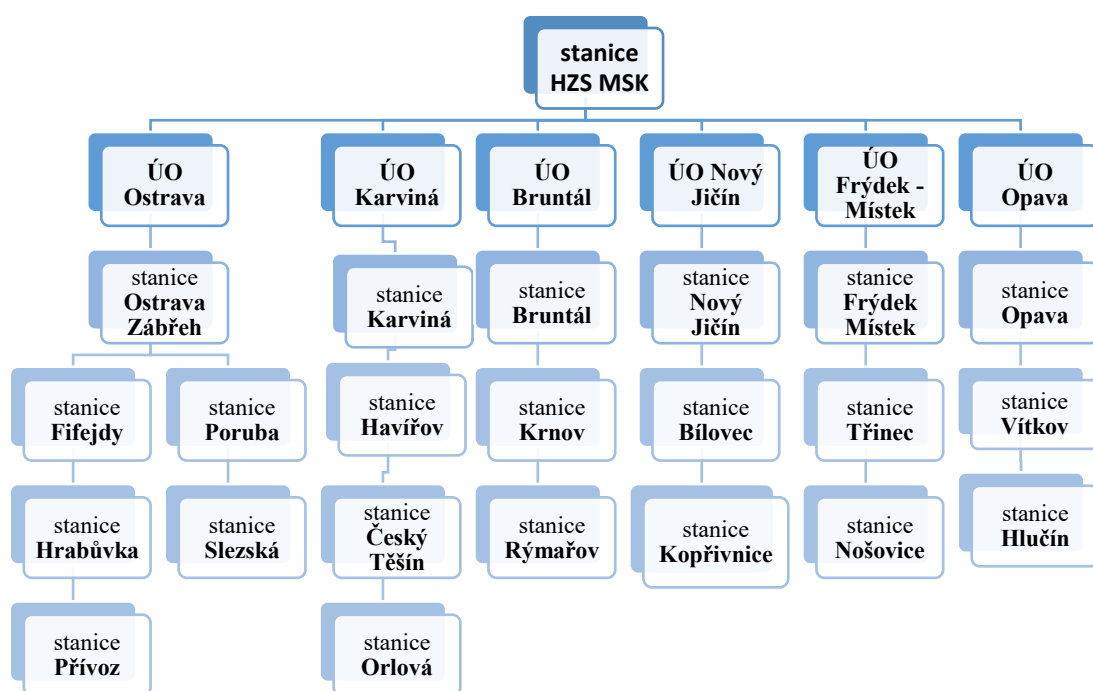 stanice
HZS MSK
ÚO
Ostrava
ÚO
Karviná
ÚO
Bruntál
ÚO Nový
Jičín
ÚO
Frýdek -
Místek
ÚO
Opava
stanice
Ostrava
Zábřeh
stanice
Karviná
stanice
Bruntál
stanice
Nový
Jičín
stanice
Frýdek
Místek
stanice
Opava
stanice
Fifejdy
stanice
Poruba
stanice
Havířov
stanice
Krnov
stanice
Bílovec
stanice
Třinec
stanice
Vítkov
stanice
Hrabůvka
stanice
Slezská
stanice
Český
Těšín
stanice
Rýmařov
stanice
Kopřivnice
stanice
Nošovice
stanice
Hlučín
stanice
Přívoz
stanice
Orlová